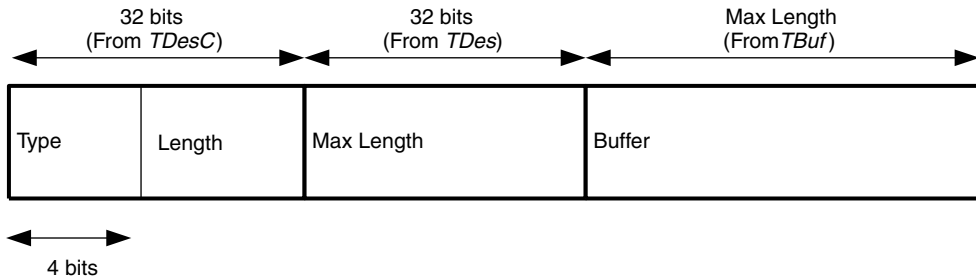 32 bits
(From TDesC)
32 bits
(From TDes)
Max Length
(FromTBuf)
Type
Length
Max Length
Buffer
4 bits